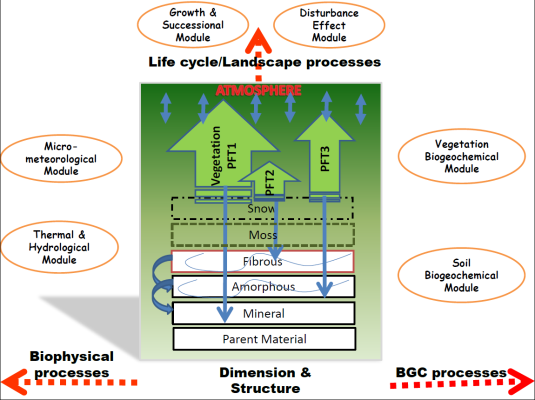 Growth &
Successional
Module
Disturbance
Effect
Module
Life cycle/Landscape processes
ATMOSPHERE
Micro-
meteorological
Module
Vegetation
PFT1
PFT2
PFT3
Vegetation
Biogeochemical
Module
Snow
Moss
Thermal &
Hydrological
Module
Fibrous
Amorphous
Mineral
Parent Material
Soil
Biogeochemical
Module
Biophysical
processes
Dimension &
Structure
BGC processes